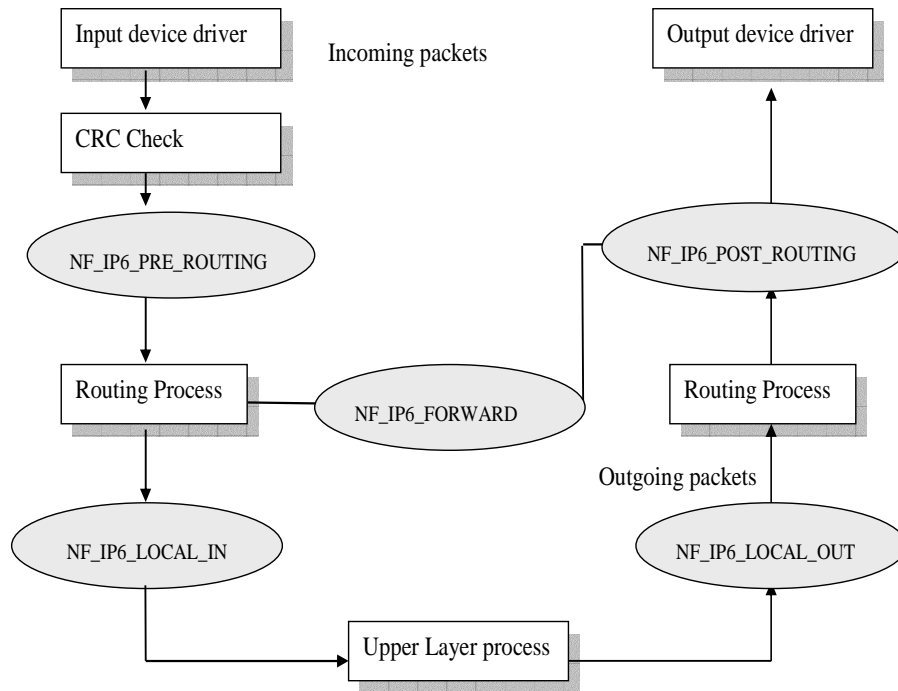 Input device driver
Incoming packets
Output device driver
CRC Check
NF_IP6_PRE_ROUTING
NF_IP6_POST_ROUTING
Routing Process
NF_IP6_FORWARD
Routing Process
Outgoing packets
NF_IP6_LOCAL_IN
NF_IP6_LOCAL_OUT
Upper Layer process